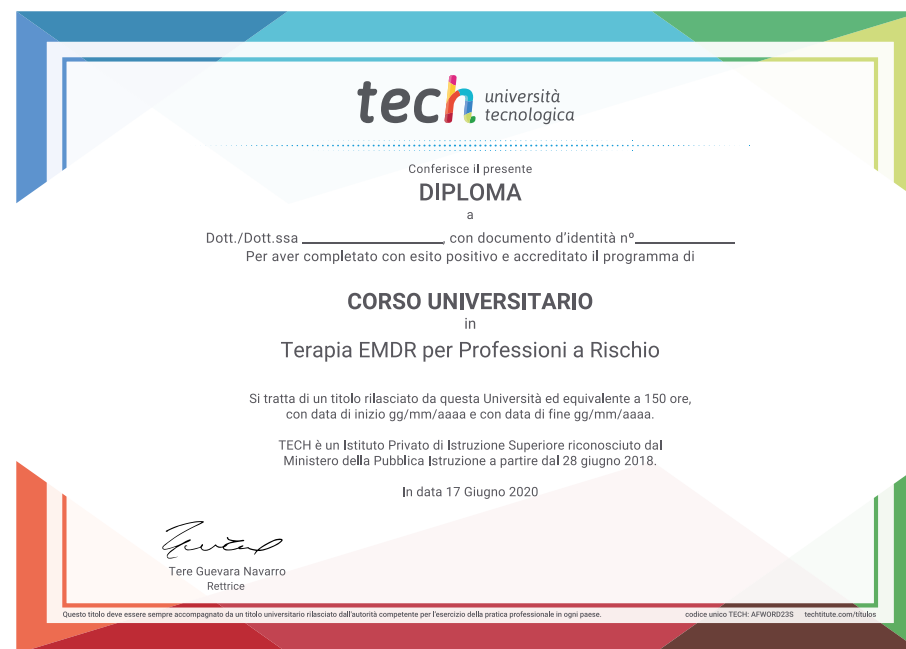 tech università
tecnologica
Conferisce il presente
DIPLOMA
a
Dott./Dott.ssa ____________________, con documento d'identità nº______________
Per aver completato con esito positivo e accreditato il programma di
CORSO UNIVERSITARIO
in
Terapia EMDR per Professioni a Rischio
Si tratta di un titolo rilasciato da questa Università ed equivalente a 150 ore,
con data di inizio gg/mm/aaaa e con data di fine gg/mm/aaaa.
TECH è un Istituto Privato di Istruzione Superiore riconosciuto dal
Ministero della Pubblica Istruzione a partire dal 28 giugno 2018.
In data 17 Giugno 2020
Tere Guevara Navarro
Rettrice
Questo titolo deve essere sempre accompagnato da un titolo universitario rilasciato dall'autorità competente per l'esercizio della pratica professionale in ogni paese. codice unico TECH: AFWORD23S techtitute.com/titulos